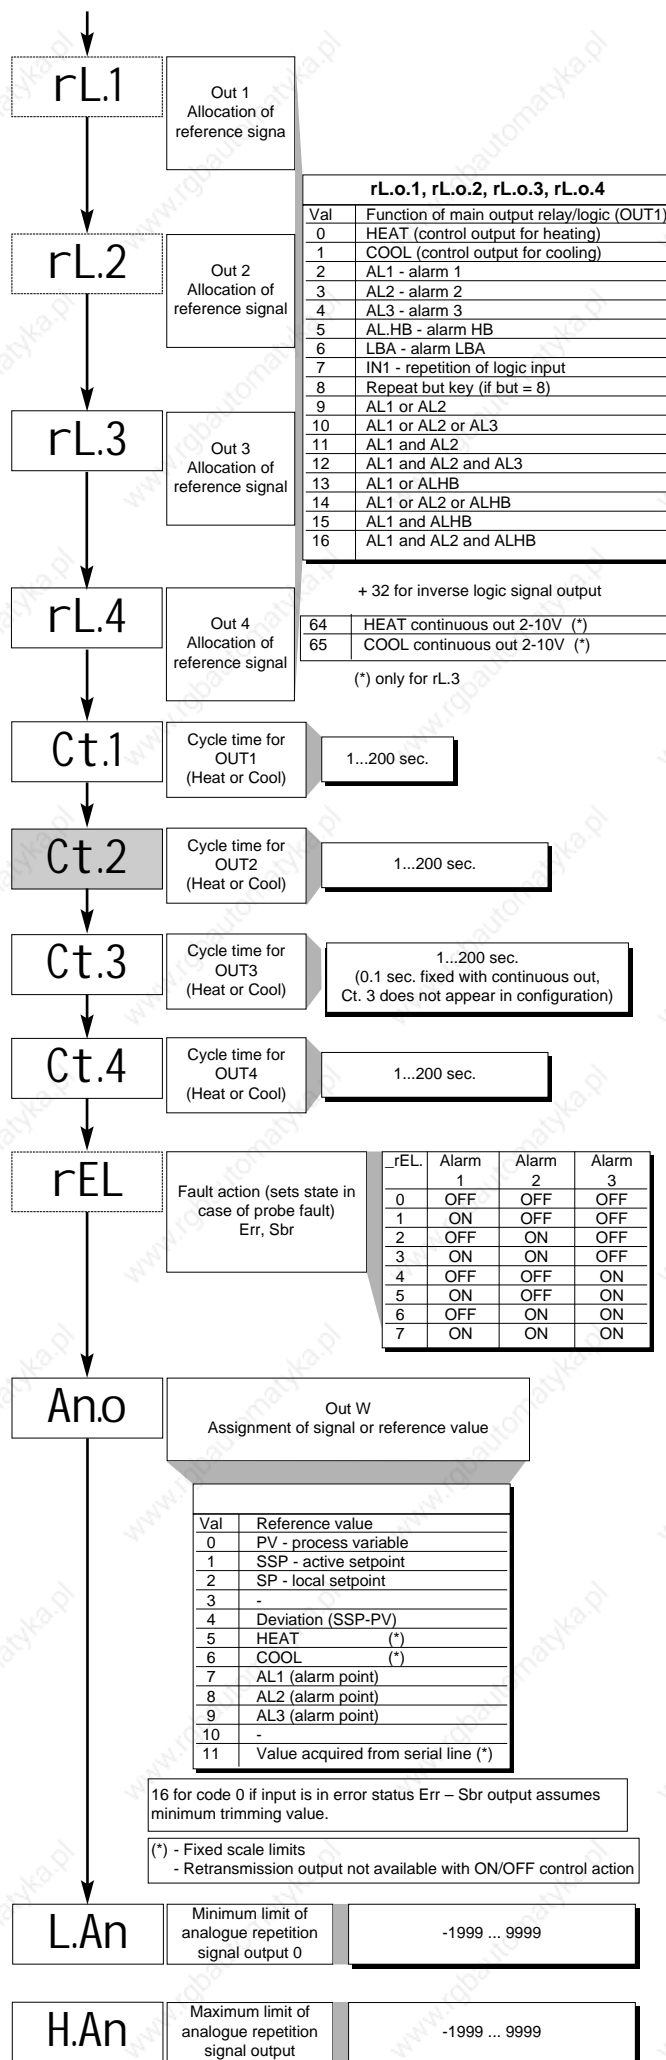 rL.1
Out 1
Allocation of
reference signa
rL.o.1, rL.o.2, rL.o.3, rL.o.4
Val Function of main output relay/logic (OUT1)
0 HEAT (control output for heating)
1 COOL (control output for cooling)
2 AL1 - alarm 1
3 AL2 - alarm 2
4 AL3 - alarm 3
5 AL.HB - alarm HB
6 LBA - alarm LBA
7 IN1 - repetition of logic input
8 Repeat but key (if but = 8)
9 AL1 or AL2
10 AL1 or AL2 or AL3
11 AL1 and AL2
12 AL1 and AL2 and AL3
13 AL1 or ALHB
14 AL1 or AL2 or ALHB
15 AL1 and ALHB
16 AL1 and AL2 and ALHB
+ 32 for inverse logic signal output
64 HEAT continuous out 2-10V (*)
65 COOL continuous out 2-10V (*)
(*) only for rL.3
rL.2
Out 2
Allocation of
reference signal
rL.3
Out 3
Allocation of
reference signal
rL.4
Out 4
Allocation of
reference signal
Ct.1
Cycle time for
OUT1
(Heat or Cool)
1...200 sec.
Ct.2
Cycle time for
OUT2
(Heat or Cool)
1...200 sec.
Ct.3
Cycle time for
OUT3
(Heat or Cool)
1...200 sec.
(0.1 sec. fixed with continuous out,
Ct. 3 does not appear in configuration)
Ct.4
Cycle time for
OUT4
(Heat or Cool)
1...200 sec.
rEL
Fault action (sets state in
case of probe fault)
Err, Sbr
_rEL. Alarm Alarm Alarm
1 2 3
0 OFF OFF OFF
1 ON OFF OFF
2 OFF ON OFF
3 ON ON OFF
4 OFF OFF ON
5 ON OFF ON
6 OFF ON ON
7 ON ON ON
An.o
Out W
Assignment of signal or reference value
Val Reference value
0 PV - process variable
1 SSP - active setpoint
2 SP - local setpoint
3 -
4 Deviation (SSP-PV)
5 HEAT (*)
6 COOL (*)
7 AL1 (alarm point)
8 AL2 (alarm point)
9 AL3 (alarm point)
10 -
11 Value acquired from serial line (*)
16 for code 0 if input is in error status Err – Sbr output assumes
minimum trimming value.
(*) - Fixed scale limits
- Retransmission output not available with ON/OFF control action
L.An
Minimum limit of
analogue repetition
signal output 0
-1999 ... 9999
H.An
Maximum limit of
analogue repetition
signal output
-1999 ... 9999
www.rgbautomatyka.pl